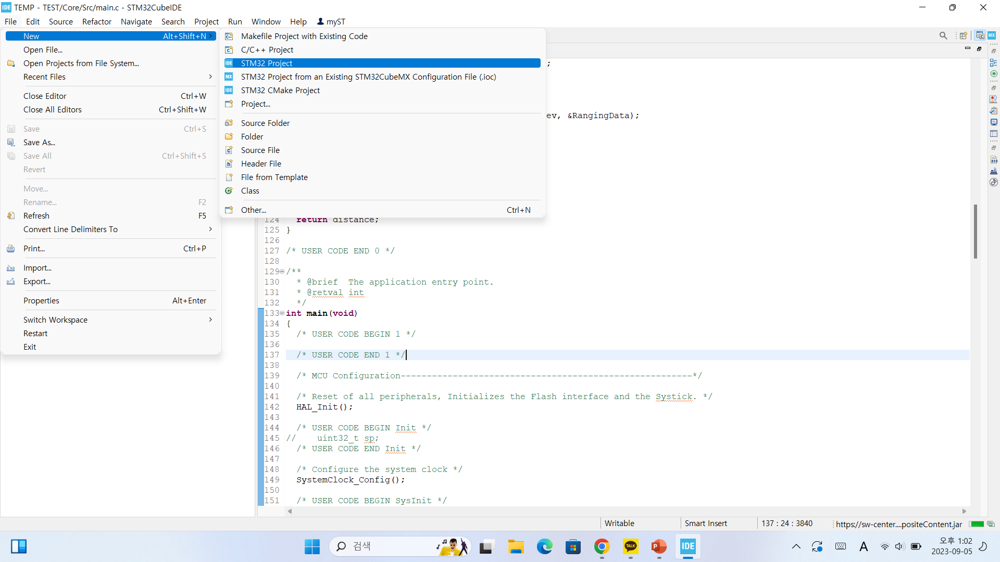 IDE TEMP - TEST/Core/Src/main.c - STM32CubeIDE
File Edit Source Refactor Navigate Search Project Run Window Help myST
New Alt+Shift+N
Open File...
Open Projects from File System...
Recent Files
Close Editor Ctrl+W
Close All Editors Ctrl+Shift+W
Save Ctrl+S
Save As...
Save All Ctrl+Shift+S
Revert
Move...
Rename... F2
Refresh F5
Convert Line Delimiters To
Print... Ctrl+P
Import...
Export...
Properties Alt+Enter
Switch Workspace
Restart
Exit
Makefile Project with Existing Code
C/C++ Project
IDE STM32 Project
MX STM32 Project from an Existing STM32CubeMX Configuration File (.ioc)
IDE STM32 CMake Project
Project...
Source Folder
Folder
Source File
Header File
File from Template
Class
Other... Ctrl+N
MX
;
ev, &RangingData);
124 return distance;
125 }
126
127 /* USER CODE END 0 */
128
129 /**
130 * @brief The application entry point.
131 * @retval int
132 */
133 int main(void)
134 {
135 /* USER CODE BEGIN 1 */
136
137 /* USER CODE END 1 */
138
139 /* MCU Configuration--------------------------------------------------------*/
140
141 /* Reset of all peripherals, Initializes the Flash interface and the Systick. */
142 HAL_Init();
143
144 /* USER CODE BEGIN Init */
145 // uint32_t sp;
146 /* USER CODE END Init */
147
148 /* Configure the system clock */
149 SystemClock_Config();
150
151 /* USER CODE BEGIN SysInit */
Writable Smart Insert 137 : 24 : 3840 https://sw-center....positeContent.jar
검색
TALK
P
IDE
A
오후 1:02
2023-09-05